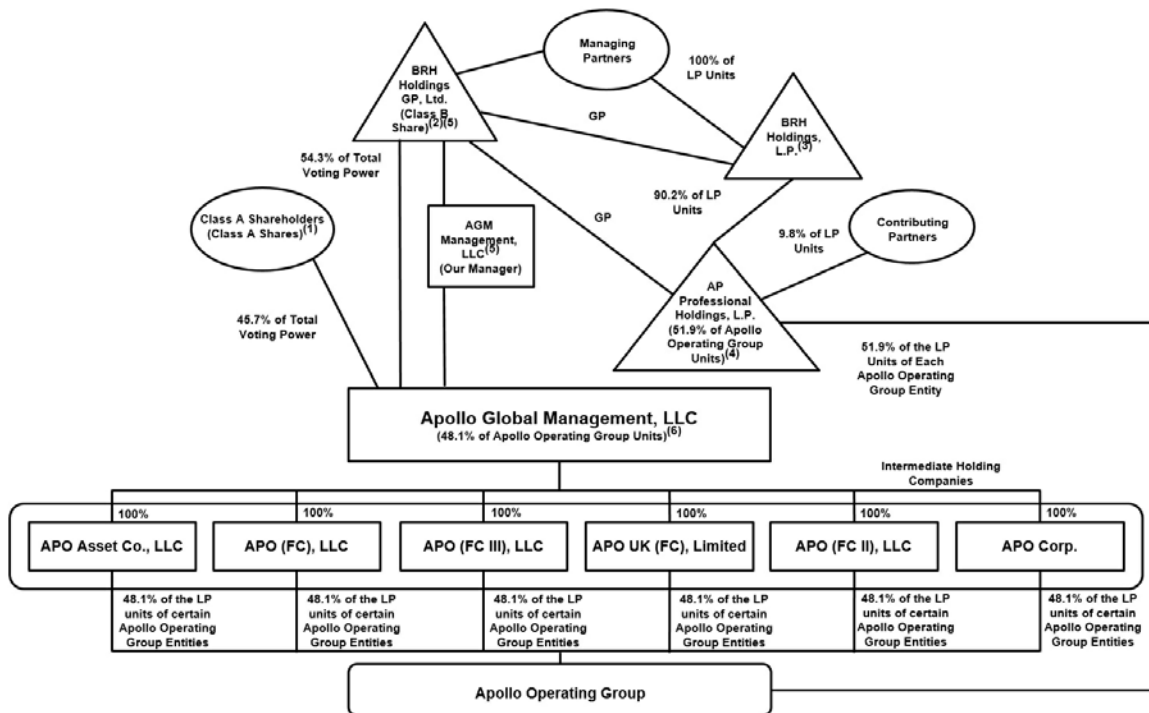 Managing
Partners
100% of
LP Units
BRH
Holdings
GP, Ltd.
(Class B
Share)(2)(5)
GP
BRH
Holdings,
L.P.(3)
54.3% of Total
Voting Power
90.2% of LP
Units
Class A Shareholders
(Class A Shares)(1)
AGM
Management,
LLC(5)
(Our Manager)
GP
9.8% of LP
Units
Contributing
Partners
45.7% of Total
Voting Power
AP
Professional
Holdings, L.P.
(51.9% of Apollo
Operating Group
Units)(4)
51.9% of the LP
Units of Each
Apollo Operating
Group Entity
Apollo Global Management, LLC
(48.1% of Apollo Operating Group Units)(6)
Intermediate Holding
Companies
100%
100%
100%
100%
100%
100%
APO Asset Co., LLC
APO (FC), LLC
APO (FC III), LLC
APO UK (FC), Limited
APO (FC II), LLC
APO Corp.
48.1% of the LP
units of certain
Apollo Operating
Group Entities
48.1% of the LP
units of certain
Apollo Operating
Group Entities
48.1% of the LP
units of certain
Apollo Operating
Group Entities
48.1% of the LP
units of certain
Apollo Operating
Group Entities
48.1% of the LP
units of certain
Apollo Operating
Group Entities
48.1% of the LP
units of certain
Apollo Operating
Group Entities
Apollo Operating Group